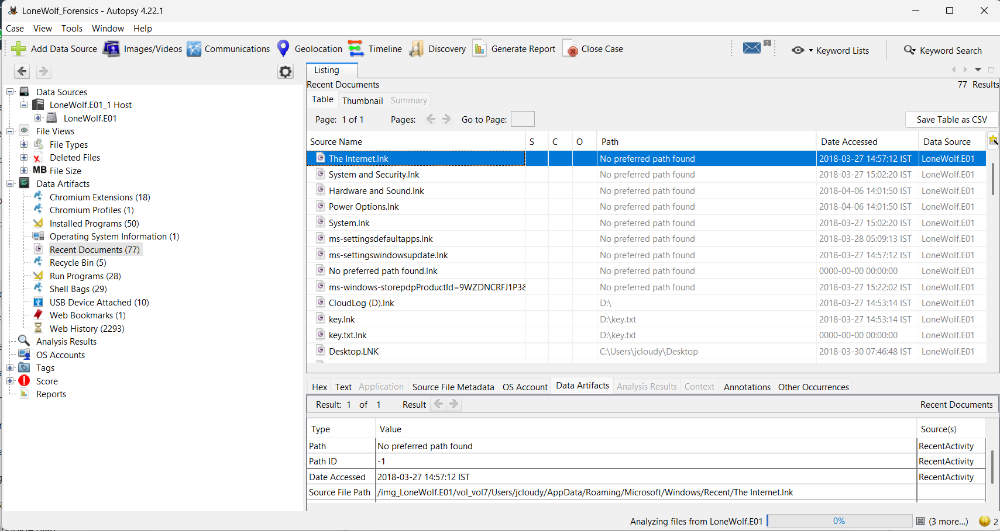 LoneWolf_Forensics - Autopsy 4.22.1
Case View Tools Window Help
Add Data Source Images/Videos Communications Geolocation Timeline Discovery Generate Report Close Case 3 Keyword Lists Keyword Search
Data Sources
LoneWolf.E01_1 Host
LoneWolf.E01
File Views
File Types
Deleted Files
MB File Size
Data Artifacts
Chromium Extensions (18)
Chromium Profiles (1)
Installed Programs (50)
Operating System Information (1)
Recent Documents (77)
Recycle Bin (5)
Run Programs (28)
Shell Bags (29)
USB Device Attached (10)
Web Bookmarks (1)
Web History (2293)
Analysis Results
OS Accounts
Tags
Score
Reports
Listing
Recent Documents 77 Results
Table Thumbnail Summary
Page: 1 of 1 Pages: Go to Page: Save Table as CSV
Source Name S C O Path Date Accessed Data Source
The Internet.lnk No preferred path found 2018-03-27 14:57:12 IST LoneWolf.E01
System and Security.lnk No preferred path found 2018-03-27 15:02:20 IST LoneWolf.E01
Hardware and Sound.lnk No preferred path found 2018-04-06 14:01:50 IST LoneWolf.E01
Power Options.lnk No preferred path found 2018-04-06 14:01:50 IST LoneWolf.E01
System.lnk No preferred path found 2018-03-27 15:02:20 IST LoneWolf.E01
ms-settingsdefaultapps.lnk No preferred path found 2018-03-28 05:09:13 IST LoneWolf.E01
ms-settingswindowsupdate.lnk No preferred path found 2018-03-27 14:57:12 IST LoneWolf.E01
No preferred path found.lnk No preferred path found 0000-00-00 00:00:00 LoneWolf.E01
ms-windows-storepdpProductId=9WZDNCRFJ1P38 No preferred path found 2018-03-27 15:22:02 IST LoneWolf.E01
CloudLog (D).lnk D:\ 2018-03-27 14:53:14 IST LoneWolf.E01
key.lnk D:\key.txt 2018-03-27 14:53:14 IST LoneWolf.E01
key.txt.lnk D:\key.txt 0000-00-00 00:00:00 LoneWolf.E01
Desktop.LNK C:\Users\jcloudy\Desktop 2018-03-30 07:46:48 IST LoneWolf.E01
Hex Text Application Source File Metadata OS Account Data Artifacts Analysis Results Context Annotations Other Occurrences
Result: 1 of 1 Result Recent Documents
Type Value Source(s)
Path No preferred path found RecentActivity
Path ID -1 RecentActivity
Date Accessed 2018-03-27 14:57:12 IST RecentActivity
Source File Path /img_LoneWolf.E01/vol_vol7/Users/jcloudy/AppData/Roaming/Microsoft/Windows/Recent/The Internet.lnk
Analyzing files from LoneWolf.E01 0% (3 more...) 2